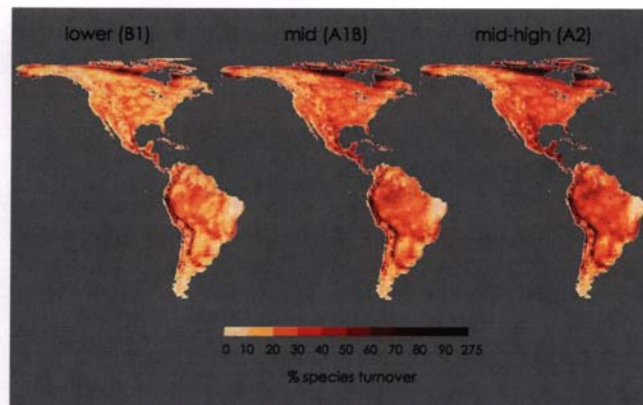 lower (B1) mid (A1B) mid-high (A2)
0 10 20 30 40 50 60 70 80 90 275
% species turnover